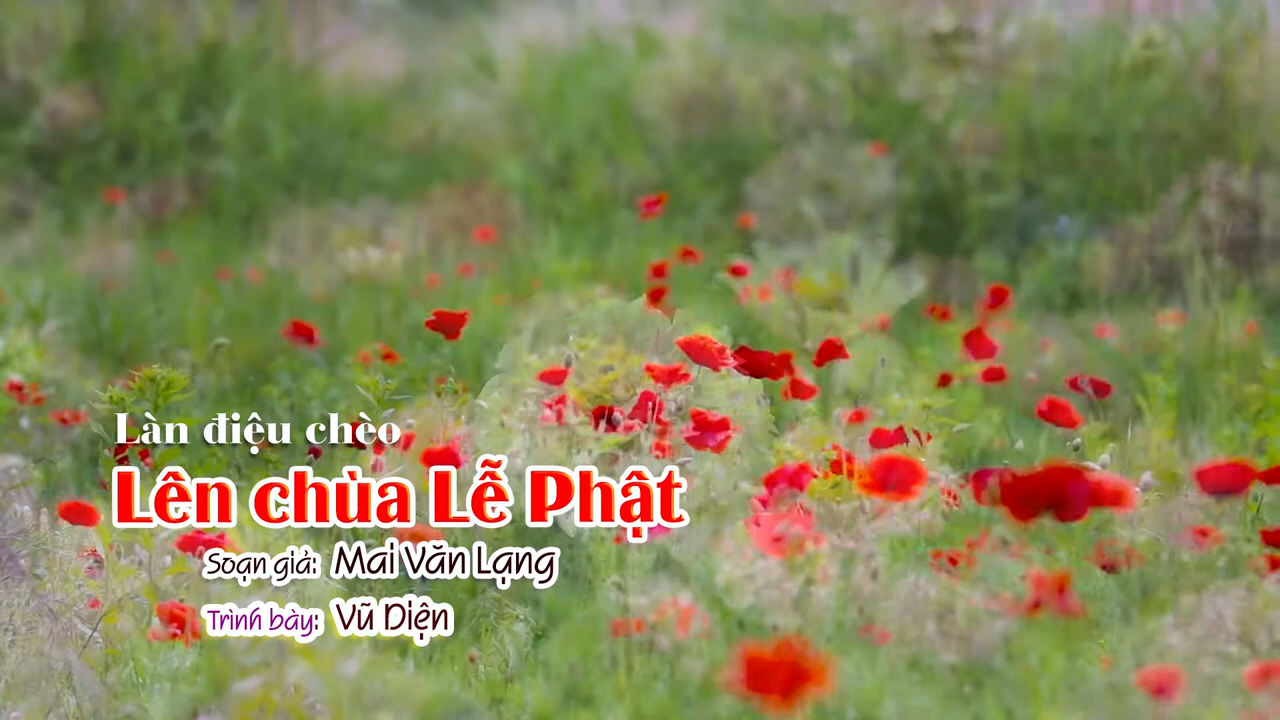 Làn điệu chèo
Lên chùa Lễ Phật
Soạn giả: Mai Văn Lạng
Trình bày: Vũ Diện